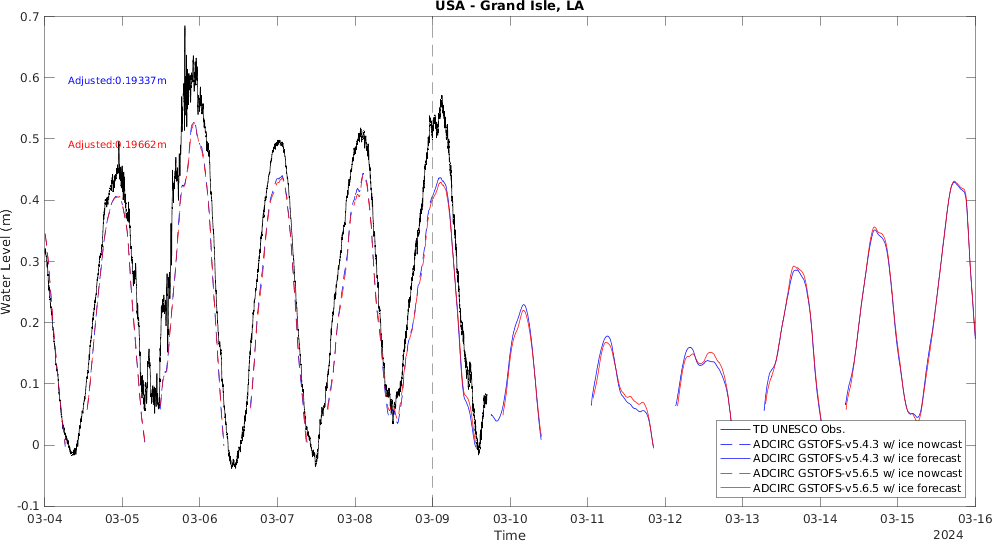 USA - Grand Isle, LA
0.7
0.6
0.5
0.4
0.3
0.2
0.1
0
-0.1
Water Level (m)
Adjusted:0.19337m
Adjusted:0.19662m
TD UNESCO Obs.
ADCIRC GSTOFS-v5.4.3 w/ ice nowcast
ADCIRC GSTOFS-v5.4.3 w/ ice forecast
ADCIRC GSTOFS-v5.6.5 w/ ice nowcast
ADCIRC GSTOFS-v5.6.5 w/ ice forecast
03-04 03-05 03-06 03-07 03-08 03-09 03-10 03-11 03-12 03-13 03-14 03-15 03-16
Time
2024